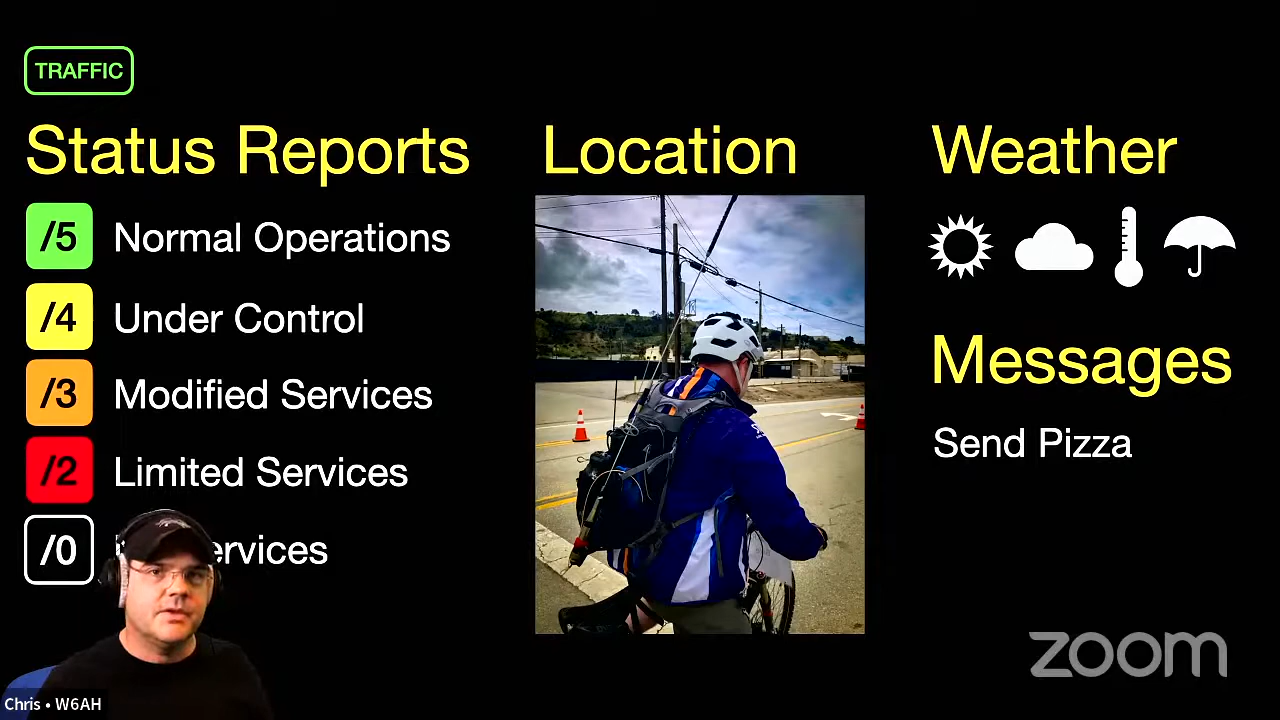 TRAFFIC
Status Reports
/5 Normal Operations
/4 Under Control
/3 Modified Services
/2 Limited Services
/0
Location
Weather
Messages
Send Pizza
zoom
Chris • W6AH